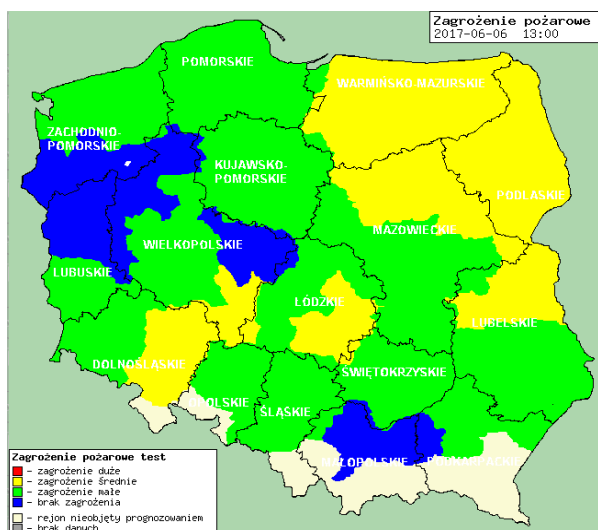 Zagrożenie pożarowe
2017-06-06 13:00
POMORSKIE
WARMIŃSKO-MAZURSKIE
ZACHODNIO-
POMORSKIE
KUJAWSKO-
POMORSKIE
PODLASKIE
MAZOWIECKIE
WIELKOPOLSKIE
LUBUSKIE
ŁÓDZKIE
LUBELSKIE
DOLNOŚLĄSKIE
ŚWIĘTOKRZYSKIE
OPOLSKIE
ŚLĄSKIE
MAŁOPOLSKIE
PODKARPACKIE
Zagrożenie pożarowe test
- zagrożenie duże
- zagrożenie średnie
- zagrożenie małe
- brak zagrożenia
- rejon nieobjęty prognozowaniem
- brak danych